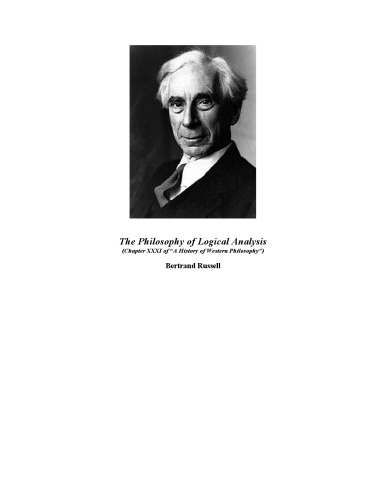 The Philosophy of Logical Analysis
(Chapter XXXI of "A History of Western Philosophy")
Bertrand Russell